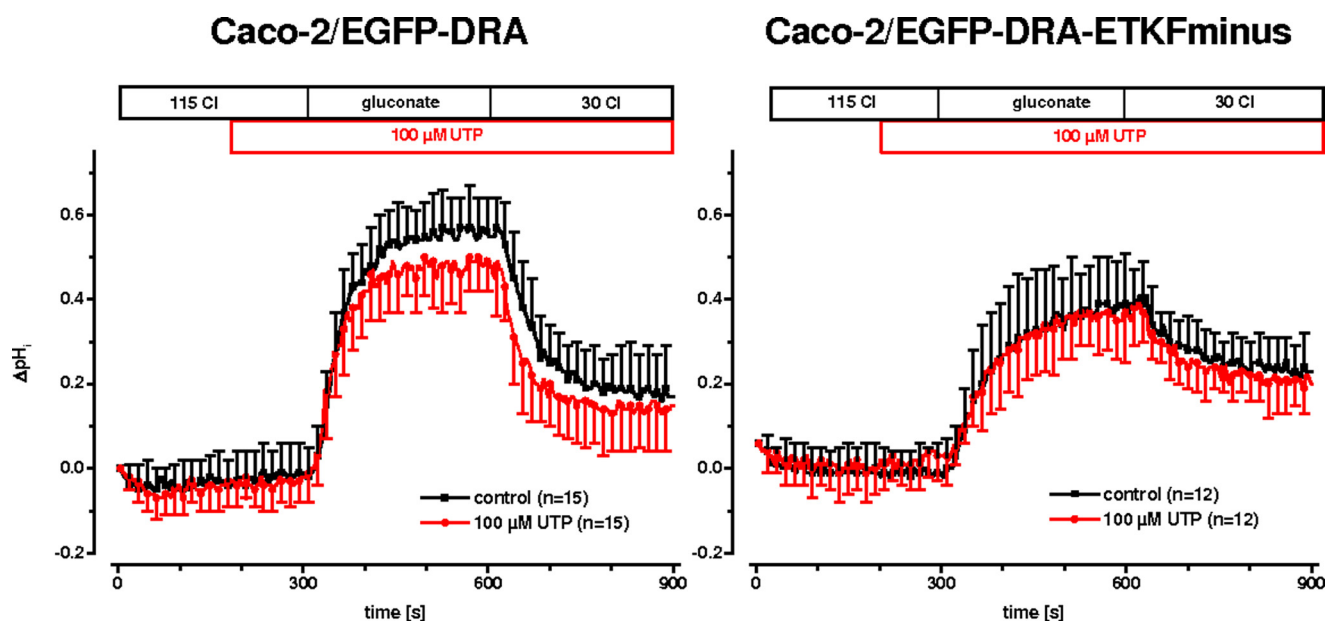 Caco-2/EGFP-DRA
115 Cl gluconate 30 Cl
100 µM UTP
0.6
0.4
0.2
0.0
-0.2
ΔpHi
control (n=15)
100 µM UTP (n=15)
0 300 600 900
time [s]
Caco-2/EGFP-DRA-ETKFminus
115 Cl gluconate 30 Cl
100 µM UTP
0.6
0.4
0.2
0.0
-0.2
control (n=12)
100 µM UTP (n=12)
0 300 600 900
time [s]